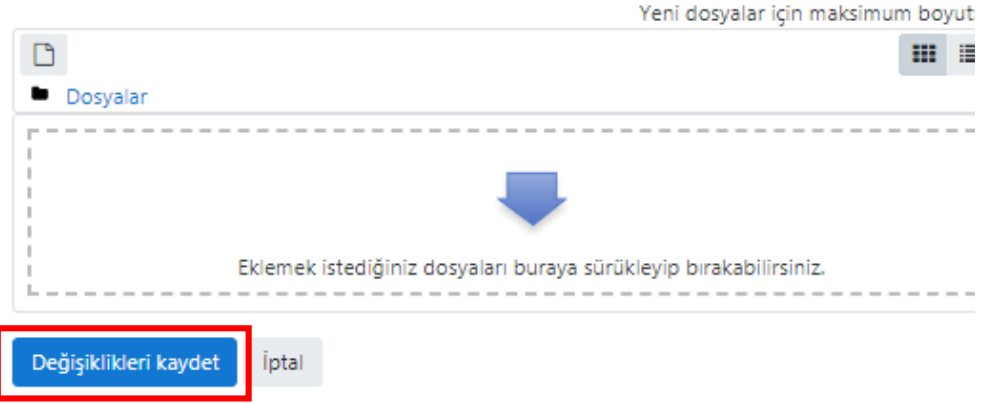 Yeni dosyalar için maksimum boyut:
Dosyalar
Eklemek istediğiniz dosyaları buraya sürükleyip bırakabilirsiniz.
Değişiklikleri kaydet İptal